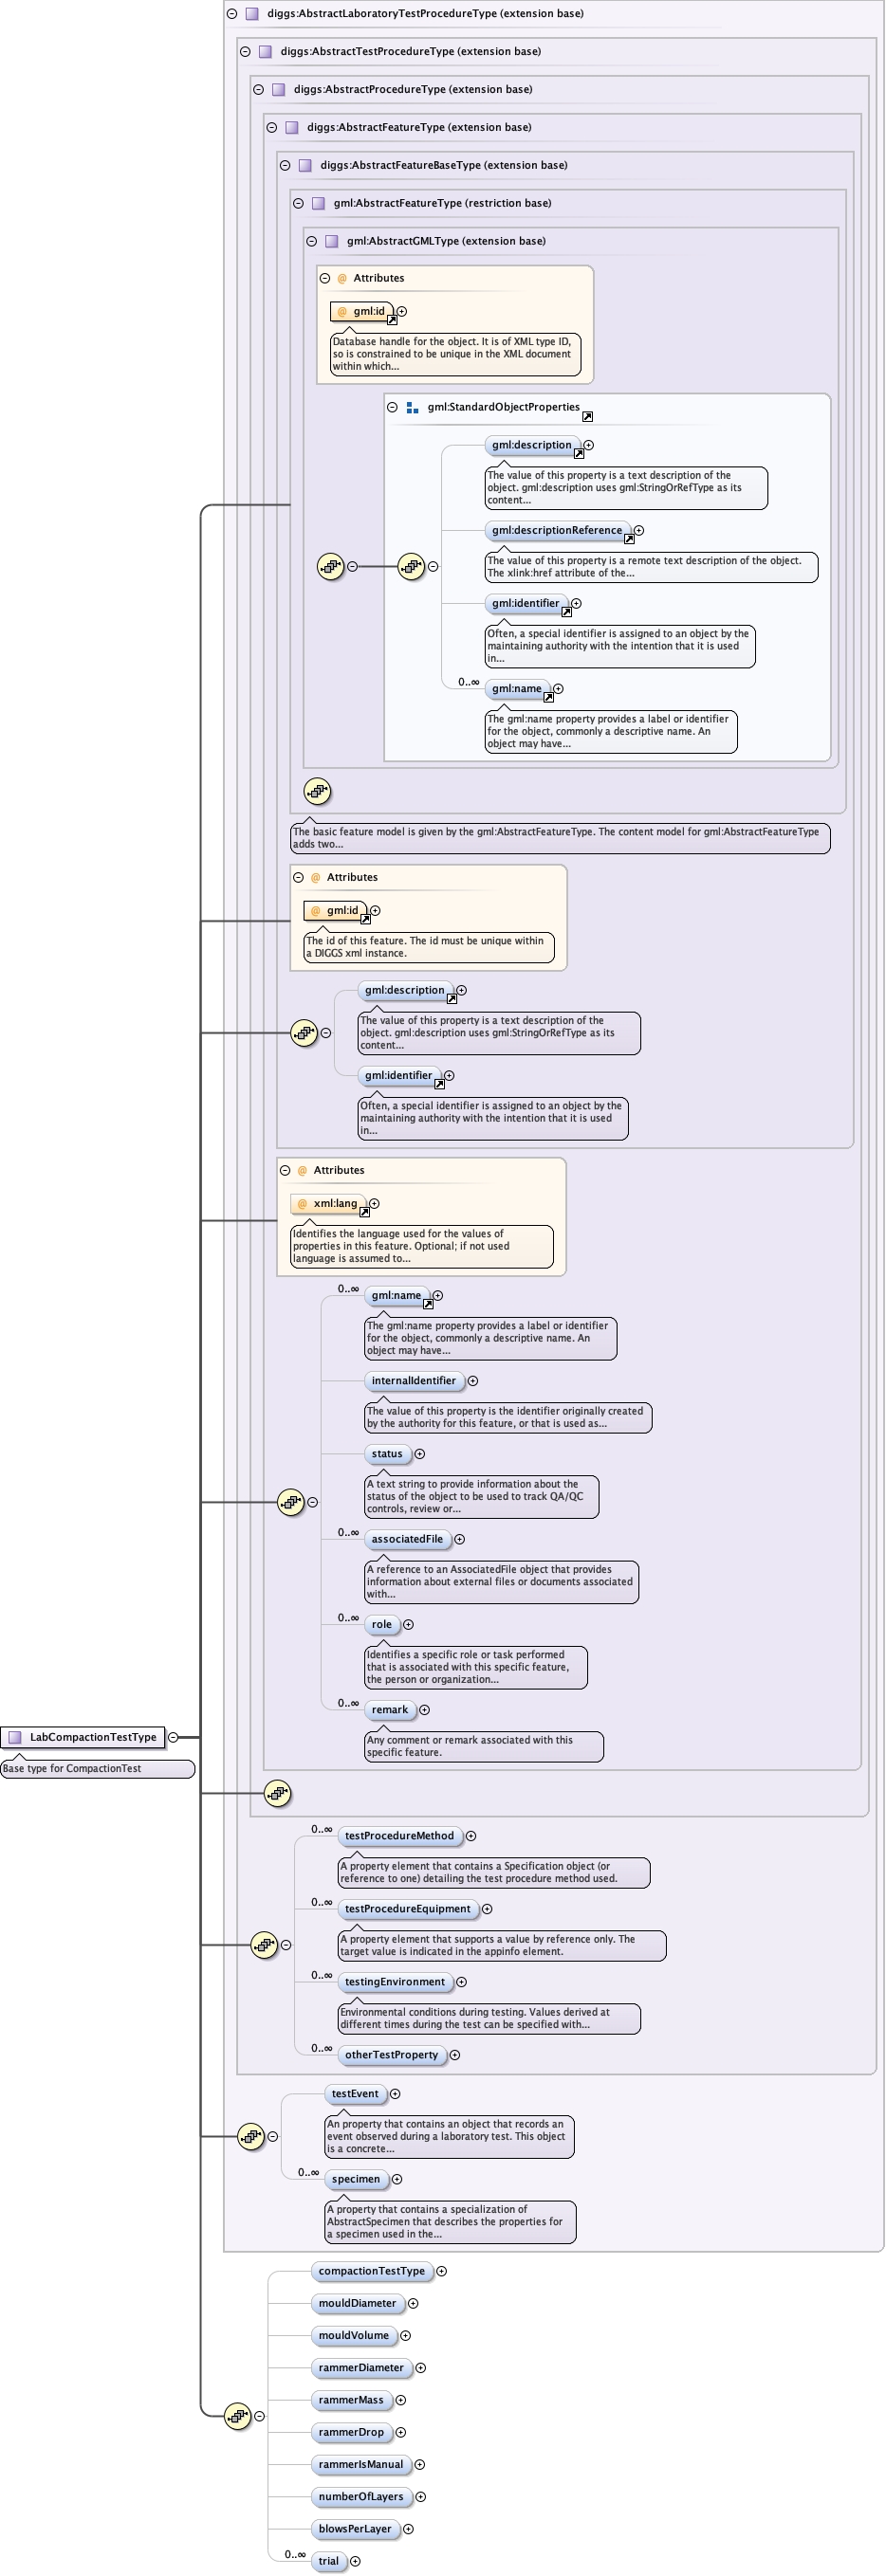 diggs:AbstractLaboratoryTestProcedureType (extension base)
diggs:AbstractTestProcedureType (extension base)
diggs:AbstractProcedureType (extension base)
diggs:AbstractFeatureType (extension base)
diggs:AbstractFeatureBaseType (extension base)
gml:AbstractFeatureType (restriction base)
gml:AbstractGMLType (extension base)
@ Attributes
@ gml:id
Database handle for the object. It is of XML type ID,
so is constrained to be unique in the XML document
within which...
gml:StandardObjectProperties
gml:description
The value of this property is a text description of the
object. gml:description uses gml:StringOrRefType as its
content...
gml:descriptionReference
The value of this property is a remote text description of the object.
The xlink:href attribute of the...
gml:identifier
Often, a special identifier is assigned to an object by the
maintaining authority with the intention that it is used
in...
0..∞ gml:name
The gml:name property provides a label or identifier
for the object, commonly a descriptive name. An
object may have...
The basic feature model is given by the gml:AbstractFeatureType. The content model for gml:AbstractFeatureType
adds two...
@ Attributes
@ gml:id
The id of this feature. The id must be unique within
a DIGGS xml instance.
gml:description
The value of this property is a text description of the
object. gml:description uses gml:StringOrRefType as its
content...
gml:identifier
Often, a special identifier is assigned to an object by the
maintaining authority with the intention that it is used
in...
@ Attributes
@ xml:lang
Identifies the language used for the values of
properties in this feature. Optional; if not used
language is assumed to...
0..∞ gml:name
The gml:name property provides a label or identifier
for the object, commonly a descriptive name. An
object may have...
internalIdentifier
The value of this property is the identifier originally created
by the authority for this feature, or that is used as...
status
A text string to provide information about the
status of the object to be used to track QA/QC
controls, review or...
0..∞ associatedFile
A reference to an AssociatedFile object that provides
information about external files or documents associated
with...
0..∞ role
Identifies a specific role or task performed
that is associated with this specific feature,
the person or organization...
0..∞ remark
Any comment or remark associated with this
specific feature.
LabCompactionTestType
Base type for CompactionTest
0..∞ testProcedureMethod
A property element that contains a Specification object (or
reference to one) detailing the test procedure method used.
0..∞ testProcedureEquipment
A property element that supports a value by reference only. The
target value is indicated in the appinfo element.
0..∞ testingEnvironment
Environmental conditions during testing. Values derived at
different times during the test can be specified with...
0..∞ otherTestProperty
testEvent
An property that contains an object that records an
event observed during a laboratory test. This object
is a concrete...
0..∞ specimen
A property that contains a specialization of
AbstractSpecimen that describes the properties for
a specimen used in the...
compactionTestType
mouldDiameter
mouldVolume
rammerDiameter
rammerMass
rammerDrop
rammerIsManual
numberOfLayers
blowsPerLayer
0..∞ trial